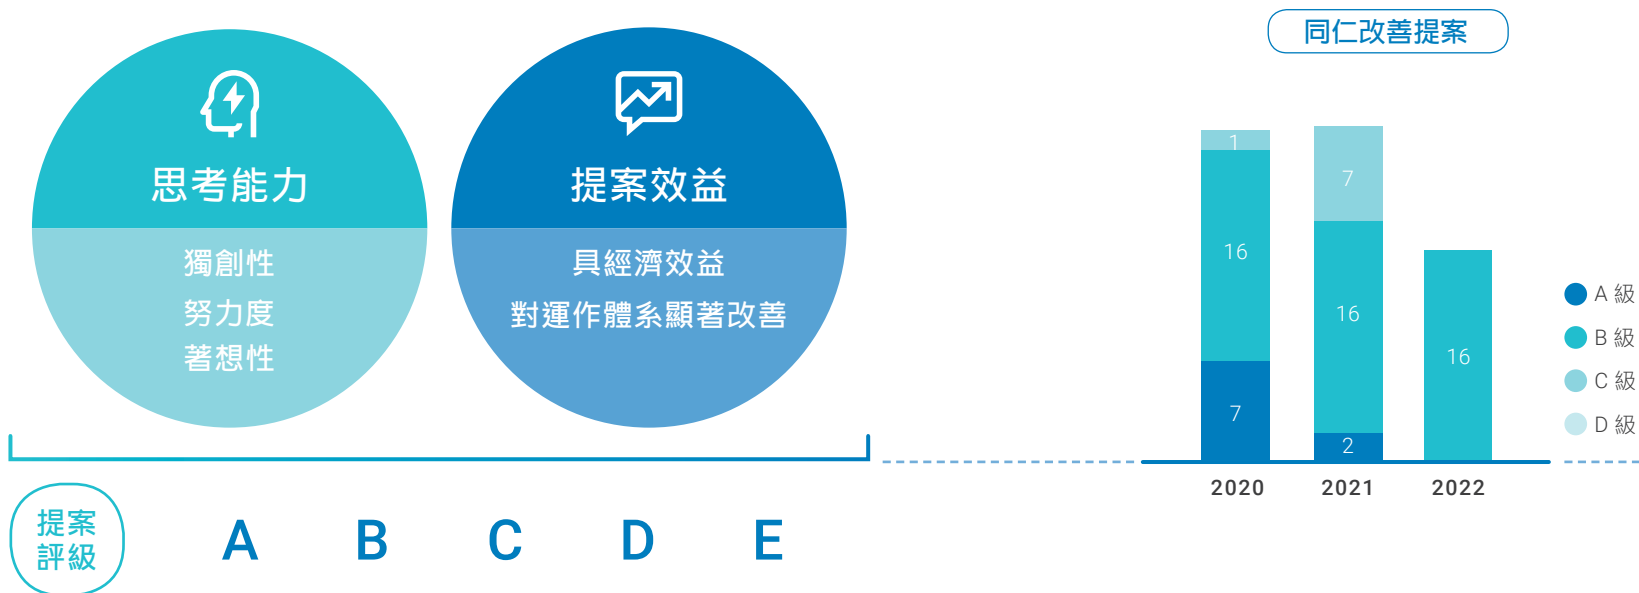 思考能力
獨創性
努力度
著想性
提案效益
具經濟效益
對運作體系顯著改善
提案
評級
A B C D E
同仁改善提案
1
16
7
7
16
2
16
2020 2021 2022
A 級
B 級
C 級
D 級